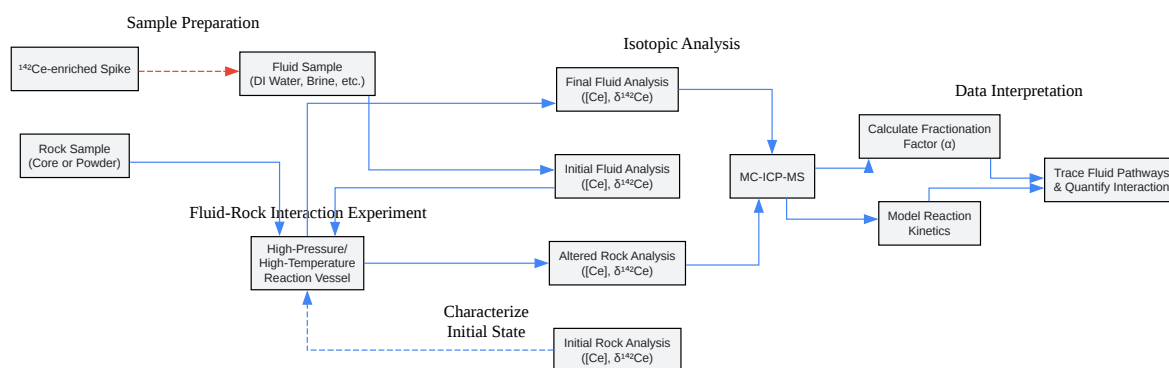 Sample Preparation
¹⁴²Ce-enriched Spike
Fluid Sample
(DI Water, Brine, etc.)
Rock Sample
(Core or Powder)
Fluid-Rock Interaction Experiment
High-Pressure/
High-Temperature
Reaction Vessel
Characterize
Initial State
Isotopic Analysis
Final Fluid Analysis
([Ce], δ¹⁴²Ce)
Initial Fluid Analysis
([Ce], δ¹⁴²Ce)
Altered Rock Analysis
([Ce], δ¹⁴²Ce)
Initial Rock Analysis
([Ce], δ¹⁴²Ce)
MC-ICP-MS
Data Interpretation
Calculate Fractionation
Factor (α)
Model Reaction
Kinetics
Trace Fluid Pathways
& Quantify Interaction